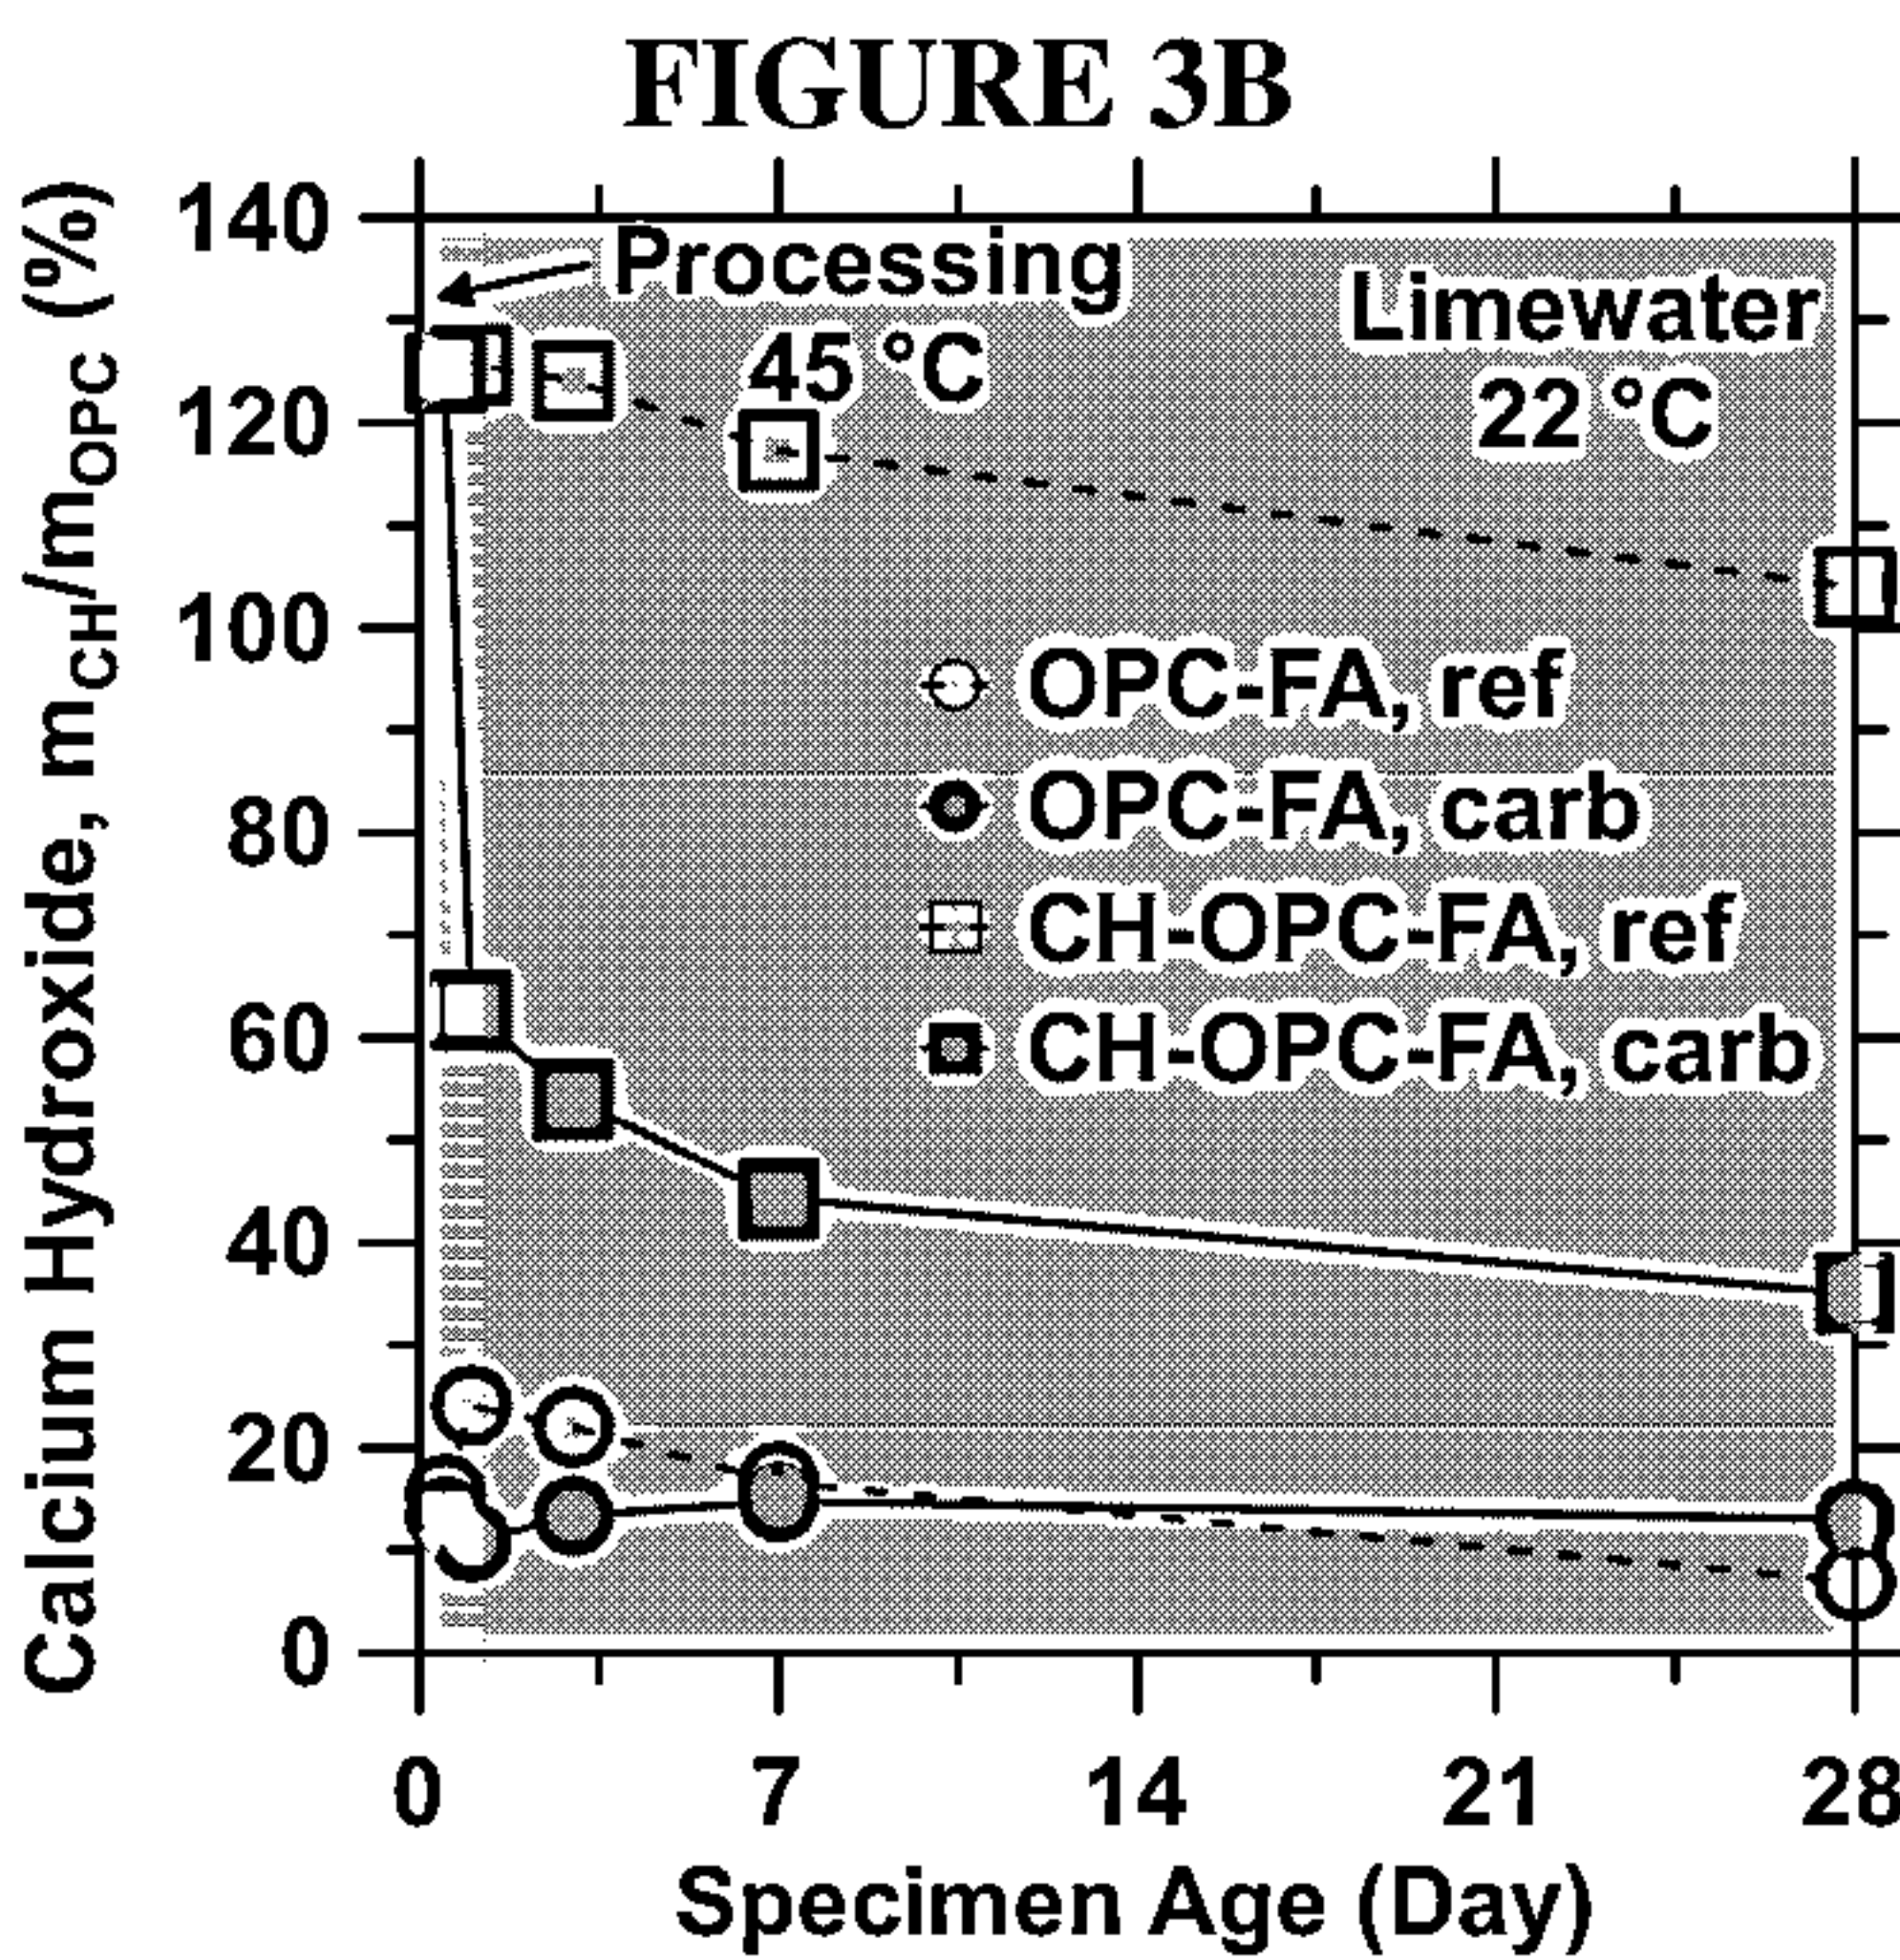 FIGURE 3B
Calcium Hydroxide, mCH/mOPC (%)
140
120
100
80
60
40
20
0
Processing
45 °C
Limewater
22 °C
OPC-FA, ref
OPC-FA, carb
CH-OPC-FA, ref
CH-OPC-FA, carb
0 7 14 21 28
Specimen Age (Day)